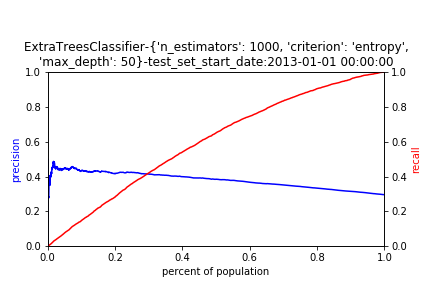 ExtraTreesClassifier-{'n_estimators': 1000, 'criterion': 'entropy',
'max_depth': 50}-test_set_start_date:2013-01-01 00:00:00
1.0
0.8
0.6
0.4
0.2
0.0
precision
0.0 0.2 0.4 0.6 0.8 1.0
percent of population
1.0
0.8
0.6
0.4
0.2
0.0
recall